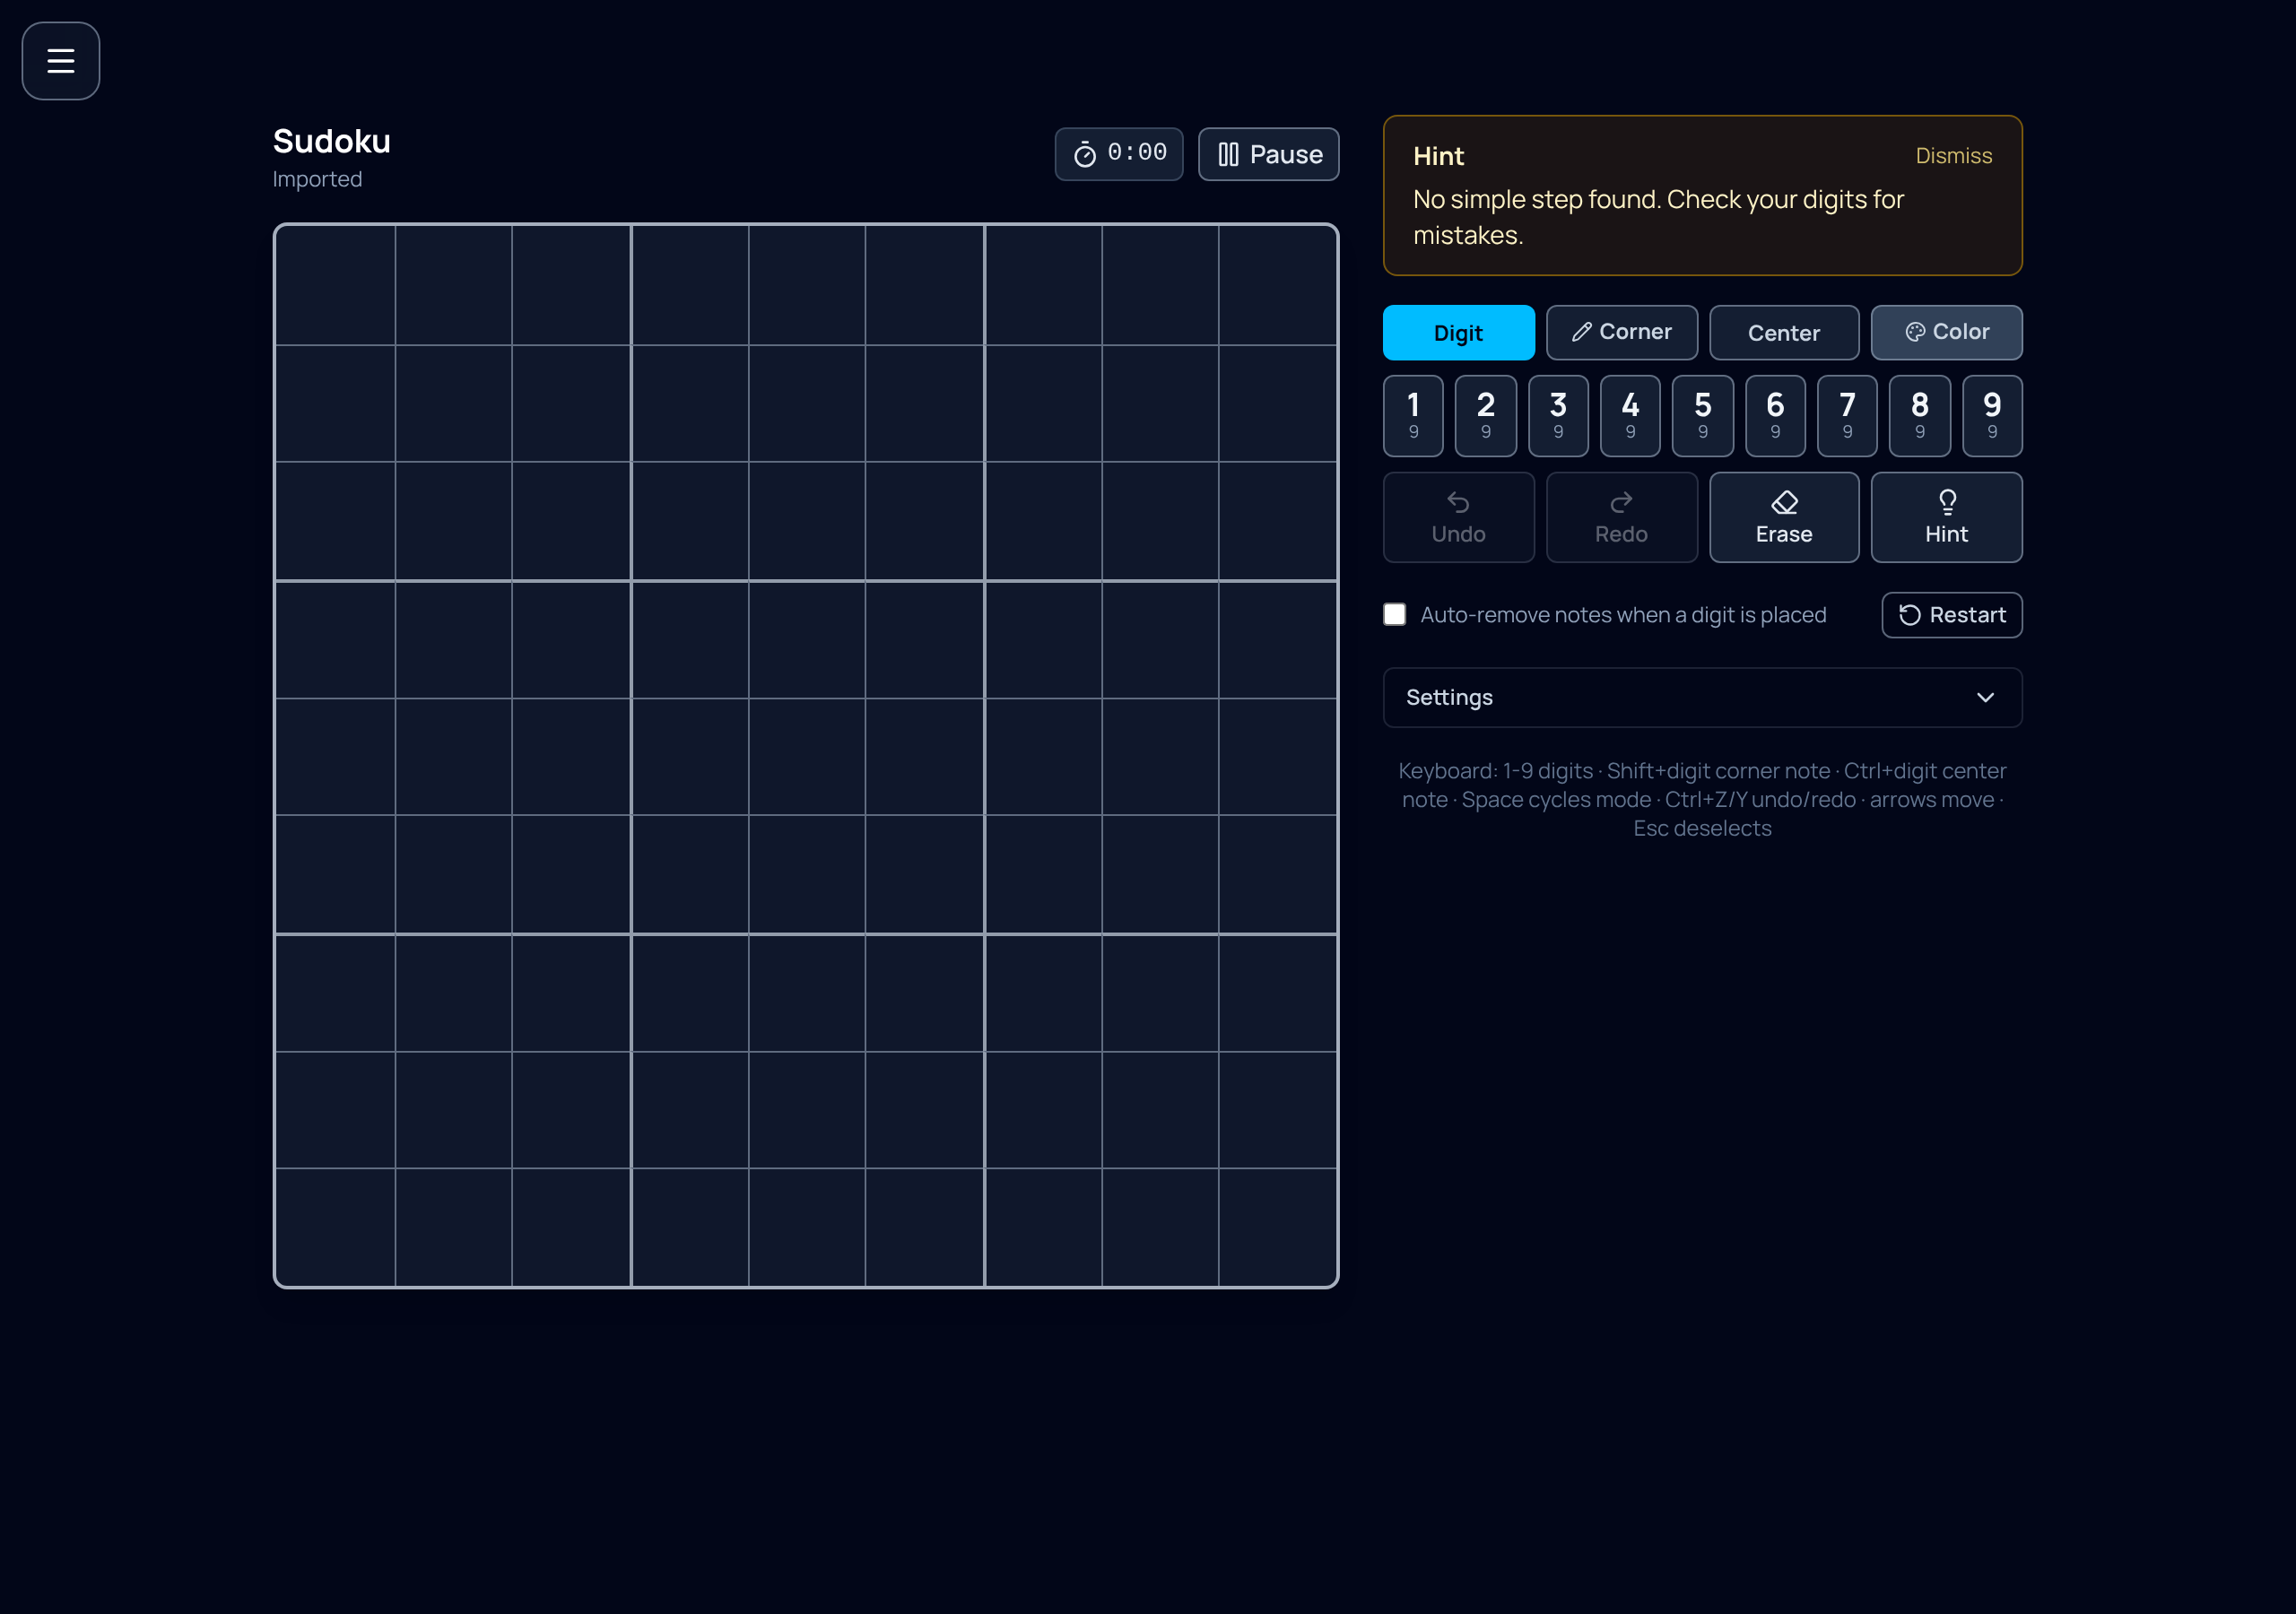 Sudoku
Imported
0:00
Pause
Hint
Dismiss
No simple step found. Check your digits for
mistakes.
Digit
Corner
Center
Color
1 2 3 4 5 6 7 8 9
9 9 9 9 9 9 9 9 9
Undo
Redo
Erase
Hint
Auto-remove notes when a digit is placed
Restart
Settings
Keyboard: 1-9 digits · Shift+digit corner note · Ctrl+digit center
note · Space cycles mode · Ctrl+Z/Y undo/redo · arrows move ·
Esc deselects